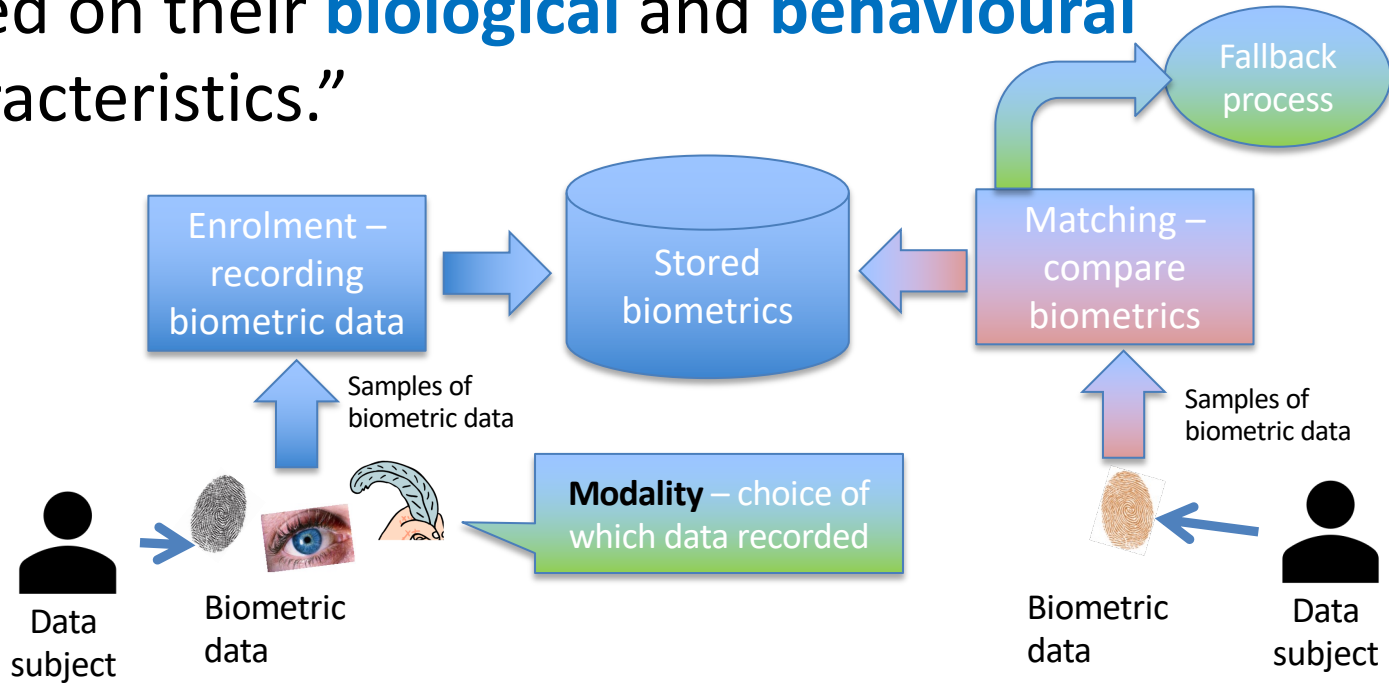 ed on their biological and behavioural
racteristics.”
Fallback
process
Enrolment –
recording
biometric data
Stored
biometrics
Matching –
compare
biometrics
Samples of
biometric data
Samples of
biometric data
Modality – choice of
which data recorded
Data
subject
Biometric
data
Biometric
data
Data
subject